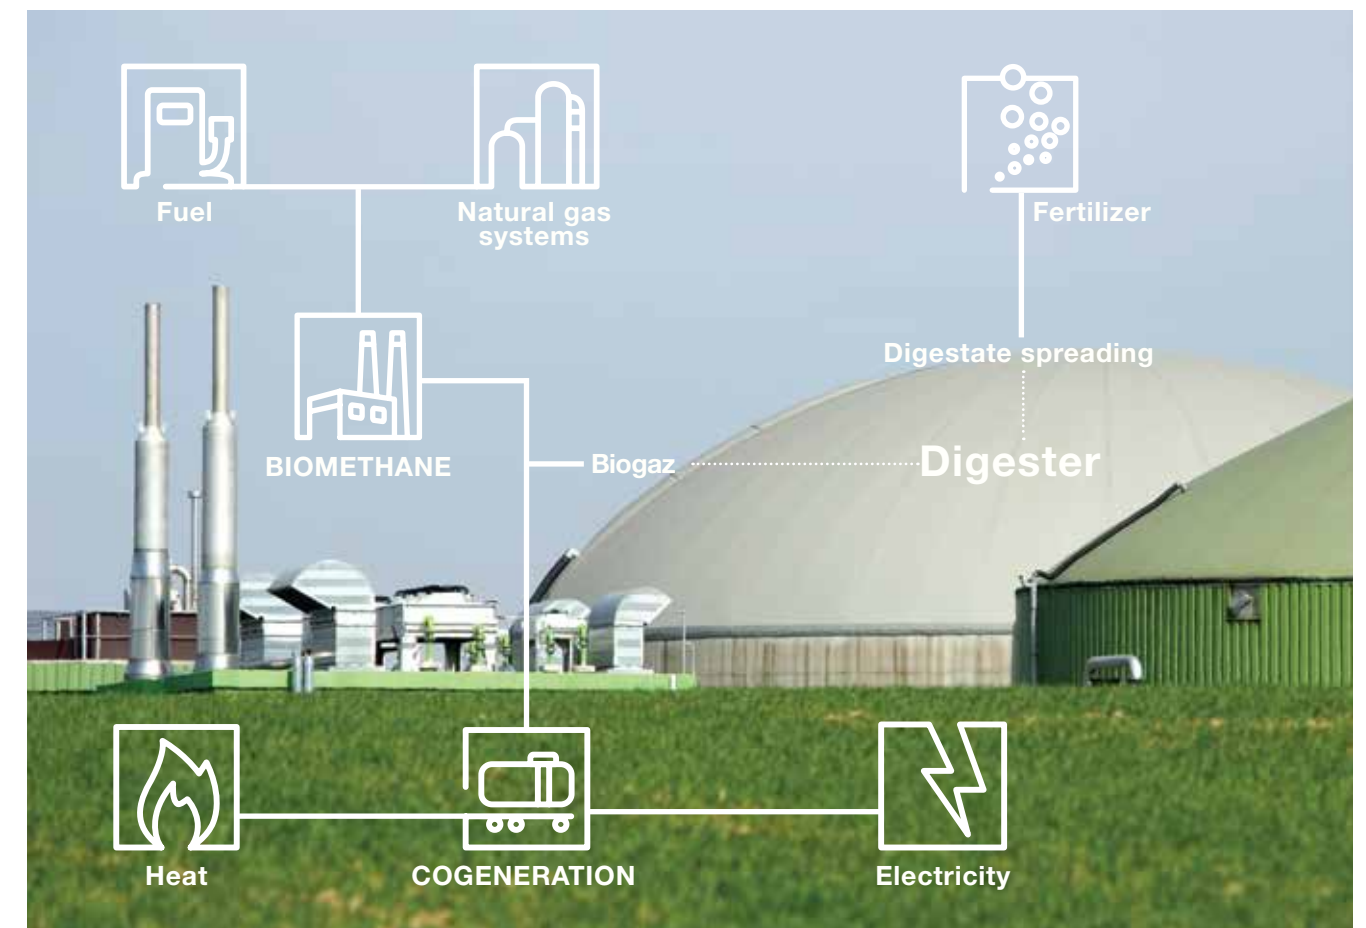 Fuel
Natural gas
systems
Fertilizer
Digestate spreading
BIOMETHANE
Biogaz
Digester
Heat
COGENERATION
Electricity